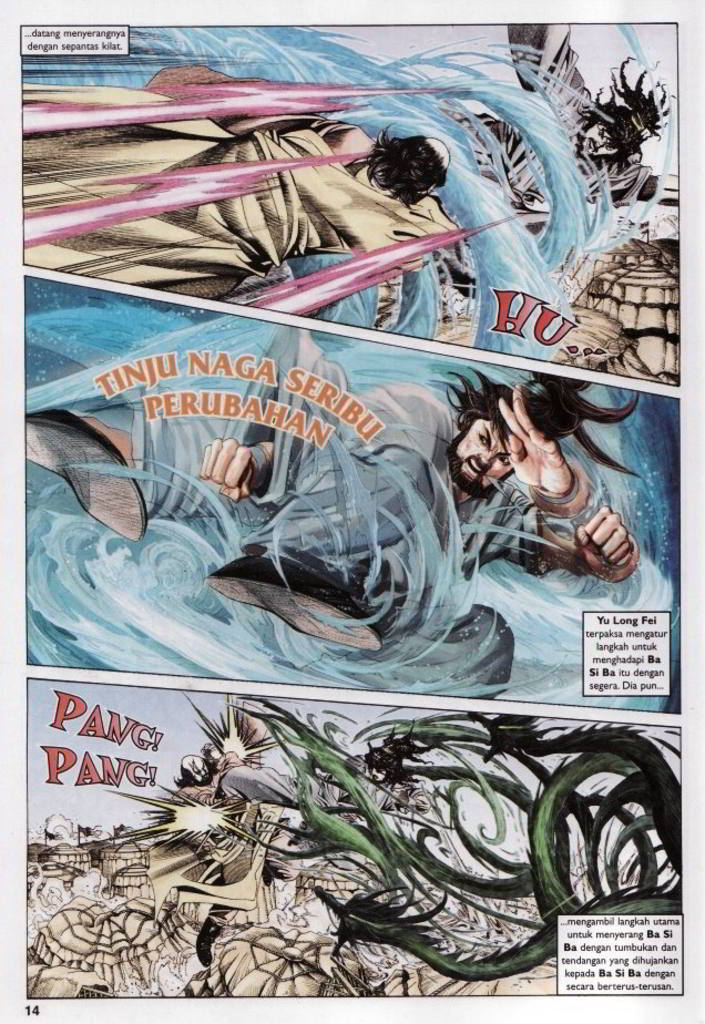 ...datang menyerangnya
dengan sepantas kilat.
HU...
TINJU NAGA SERIBU
PERUBAHAN
Yu Long Fei
terpaksa mengatur
langkah untuk
menghadapi Ba
Si Ba itu dengan
segera. Dia pun...
PANG!
PANG!
...mengambil langkah utama
untuk menyerang Ba Si
Ba dengan tumbukan dan
tendangan yang dihujankan
kepada Ba Si Ba dengan
secara berterus-terusan.
14